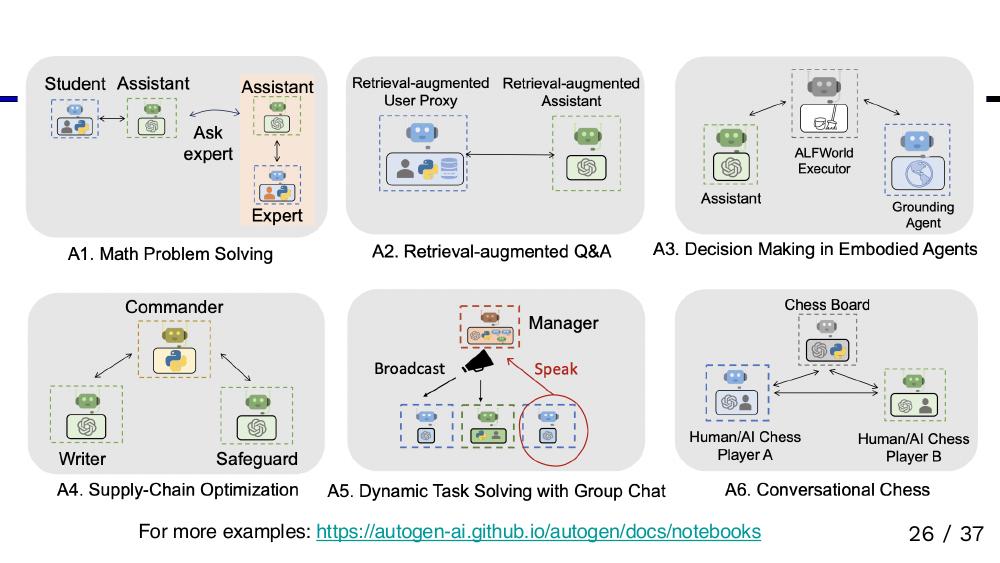 Student
Assistant
Assistant
Ask
expert
Expert
A1. Math Problem Solving
Retrieval-augmented
User Proxy
Retrieval-augmented
Assistant
A2. Retrieval-augmented Q&A
ALFWorld
Executor
Assistant
Grounding
Agent
A3. Decision Making in Embodied Agents
Commander
Writer
Safeguard
A4. Supply-Chain Optimization
Manager
Broadcast
Speak
A5. Dynamic Task Solving with Group Chat
Chess Board
Human/AI Chess
Player A
Human/AI Chess
Player B
A6. Conversational Chess
For more examples: https://autogen-ai.github.io/autogen/docs/notebooks
26 / 37